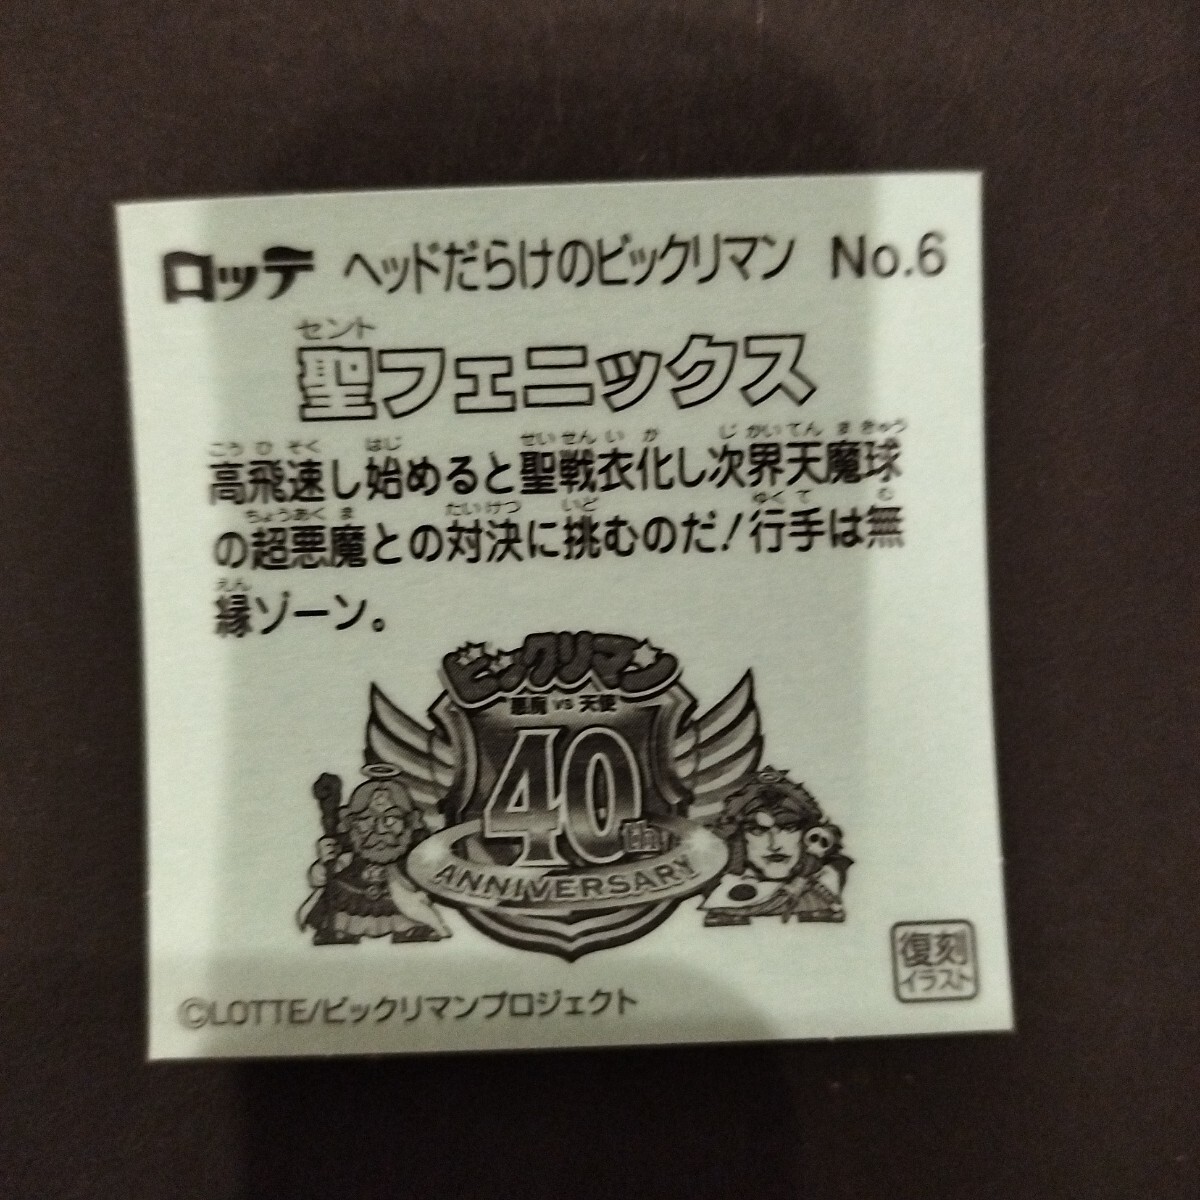 ロッテ ヘッドだらけのビックリマン No.6
セント
聖フェニックス
こうひそく はじ せいせんいか じかいてんまきゅう
高飛速し始めると聖戦衣化し次界天魔球
ちょうあくま たいけつ いど ゆくて む
の超悪魔との対決に挑むのだ!行手は無
えん
縁ゾーン。
ビックリマン
悪魔 VS 天使
40th
ANNIVERSARY
復刻
イラスト
©LOTTE/ビックリマンプロジェクト